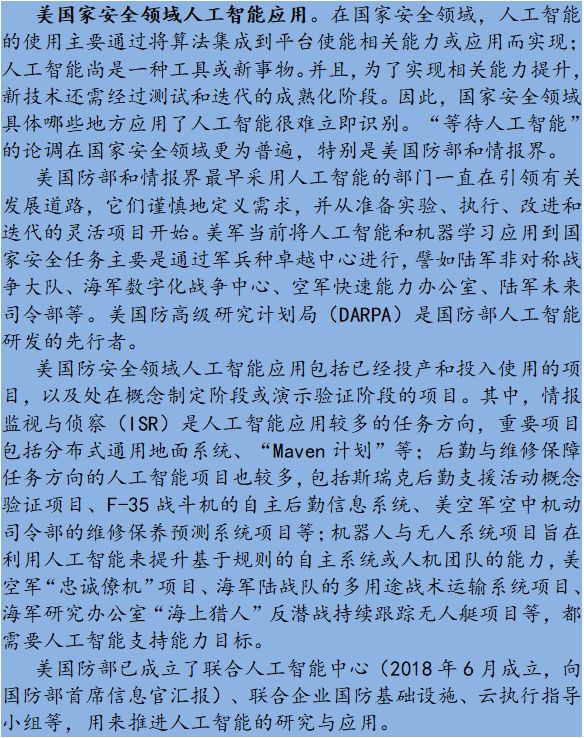 美国家安全领域人工智能应用。在国家安全领域，人工智能
的使用主要通过将算法集成到平台使能相关能力或应用而实现；
人工智能尚是一种工具或新事物。并且，为了实现相关能力提升，
新技术还需经过测试和迭代的成熟化阶段。因此，国家安全领域
具体哪些地方应用了人工智能很难立即识别。“等待人工智能”
的论调在国家安全领域更为普遍，特别是美国防部和情报界。
美国防部和情报界最早采用人工智能的部门一直在引领有关
发展道路，它们谨慎地定义需求，并从准备实验、执行、改进和
迭代的灵活项目开始。美军当前将人工智能和机器学习应用到国
家安全任务主要是通过军兵种卓越中心进行，譬如陆军非对称战
争大队、海军数字化战争中心、空军快速能力办公室、陆军未来
司令部等。美国防高级研究计划局（DARPA）是国防部人工智能
研发的先行者。
美国防安全领域人工智能应用包括已经投产和投入使用的项
目，以及处在概念制定阶段或演示验证阶段的项目。其中，情报
监视与侦察（ISR）是人工智能应用较多的任务方向，重要项目
包括分布式通用地面系统、“Maven 计划”等；后勤与维修保障
任务方向的人工智能项目也较多，包括斯瑞克后勤支援活动概念
验证项目、F-35 战斗机的自主后勤信息系统、美空军空中机动
司令部的维修保养预测系统项目等；机器人与无人系统项目旨在
利用人工智能来提升基于规则的自主系统或人机团队的能力，美
空军“忠诚僚机”项目、海军陆战队的多用途战术运输系统项目、
海军研究办公室“海上猎人”反潜战持续跟踪无人艇项目等，都
需要人工智能支持能力目标。
美国防部已成立了联合人工智能中心（2018 年 6 月成立，向
国防部首席信息官汇报）、联合企业国防基础设施、云执行指导
小组等，用来推进人工智能的研究与应用。